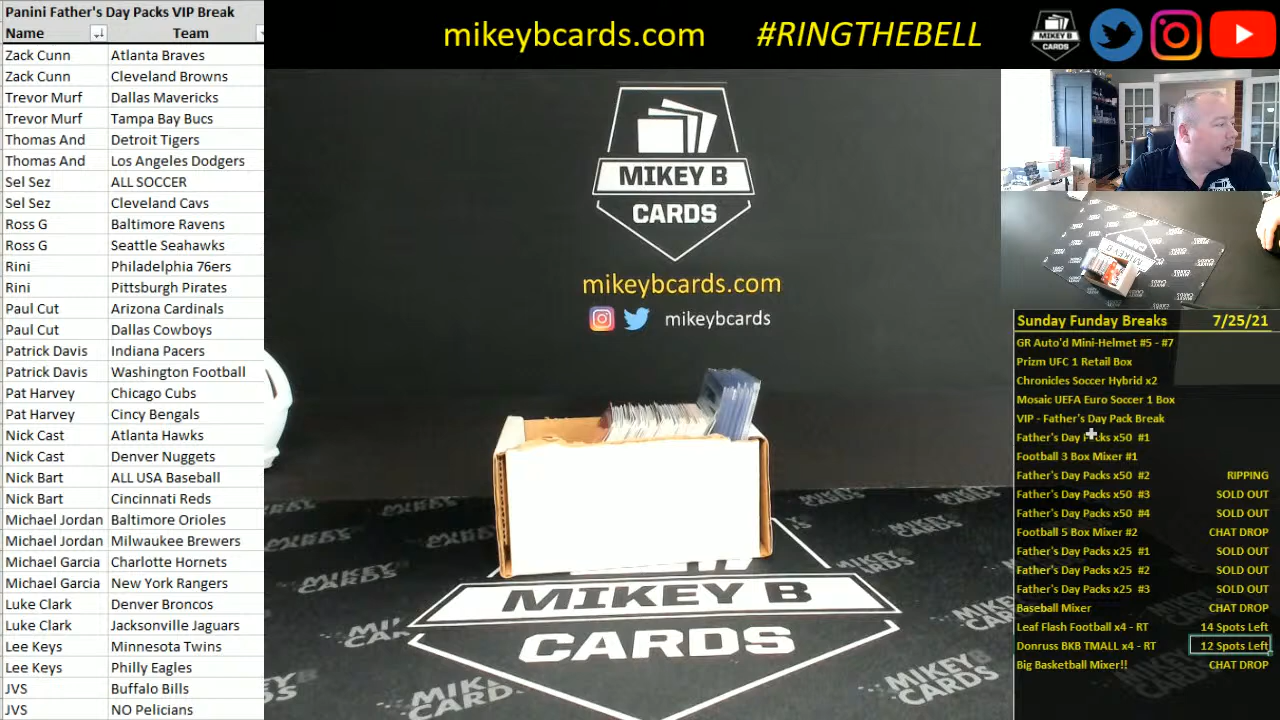 Panini Father's Day Packs VIP Break
Name Team
Zack Cunn Atlanta Braves
Zack Cunn Cleveland Browns
Trevor Murf Dallas Mavericks
Trevor Murf Tampa Bay Bucs
Thomas And Detroit Tigers
Thomas And Los Angeles Dodgers
Sel Sez ALL SOCCER
Sel Sez Cleveland Cavs
Ross G Baltimore Ravens
Ross G Seattle Seahawks
Rini Philadelphia 76ers
Rini Pittsburgh Pirates
Paul Cut Arizona Cardinals
Paul Cut Dallas Cowboys
Patrick Davis Indiana Pacers
Patrick Davis Washington Football
Pat Harvey Chicago Cubs
Pat Harvey Cincy Bengals
Nick Cast Atlanta Hawks
Nick Cast Denver Nuggets
Nick Bart ALL USA Baseball
Nick Bart Cincinnati Reds
Michael Jordan Baltimore Orioles
Michael Jordan Milwaukee Brewers
Michael Garcia Charlotte Hornets
Michael Garcia New York Rangers
Luke Clark Denver Broncos
Luke Clark Jacksonville Jaguars
Lee Keys Minnesota Twins
Lee Keys Philly Eagles
JVS Buffalo Bills
JVS NO Pelicians
mikeybcards.com #RINGTHEBELL
MIKEY B
CARDS
MIKEY B
CARDS
mikeybcards.com
mikeybcards
MIKEY B
CARDS
Sunday Funday Breaks 7/25/21
GR Auto'd Mini-Helmet #5 - #7
Prizm UFC 1 Retail Box
Chronicles Soccer Hybrid x2
Mosaic UEFA Euro Soccer 1 Box
VIP - Father's Day Pack Break
Father's Day Packs x50 #1
Football 3 Box Mixer #1
Father's Day Packs x50 #2 RIPPING
Father's Day Packs x50 #3 SOLD OUT
Father's Day Packs x50 #4 SOLD OUT
Football 5 Box Mixer #2 CHAT DROP
Father's Day Packs x25 #1 SOLD OUT
Father's Day Packs x25 #2 SOLD OUT
Father's Day Packs x25 #3 SOLD OUT
Baseball Mixer CHAT DROP
Leaf Flash Football x4 - RT 14 Spots Left
Donruss BKB TMALL x4 - RT 12 Spots Left
Big Basketball Mixer!! CHAT DROP